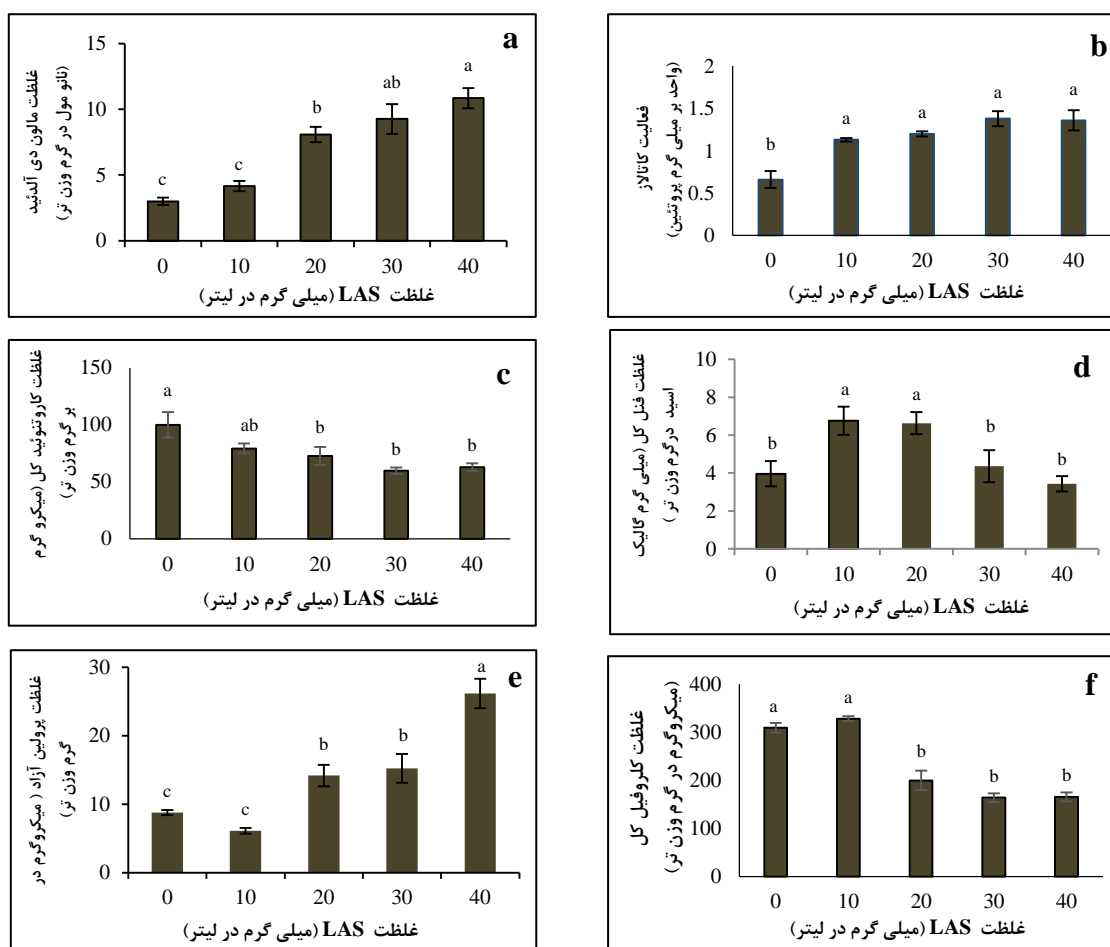 a
غلظت مالون دی آلدئید
(نانو مول در گرم وزن تر)
15
10
5
0
c
c
b
ab
a
0 10 20 30 40
غلظت LAS (میلی گرم در لیتر)
b
فعالیت کاتالاز
(واحد بر میلی گرم پروتئین)
2
1.5
1
0.5
0
b
a
a
a
a
0 10 20 30 40
غلظت LAS (میلی گرم در لیتر)
c
غلظت کاروتنوئید کل (میکرو گرم
بر گرم وزن تر)
150
100
50
0
a
ab
b
b
b
0 10 20 30 40
غلظت LAS (میلی گرم در لیتر)
d
غلظت فنل کل (میلی گرم گالیک
اسید درگرم وزن تر )
10
8
6
4
2
0
b
a
a
b
b
0 10 20 30 40
غلظت LAS (میلی گرم در لیتر)
e
غلظت پرولین آزاد ( میکروگرم در
گرم وزن تر)
30
20
10
0
c
c
b
b
a
0 10 20 30 40
غلظت LAS (میلی گرم در لیتر)
f
غلظت کلروفیل کل
(میکروگرم در گرم وزن تر)
400
300
200
100
0
a
a
b
b
b
0 10 20 30 40
غلظت LAS (میلی گرم در لیتر)